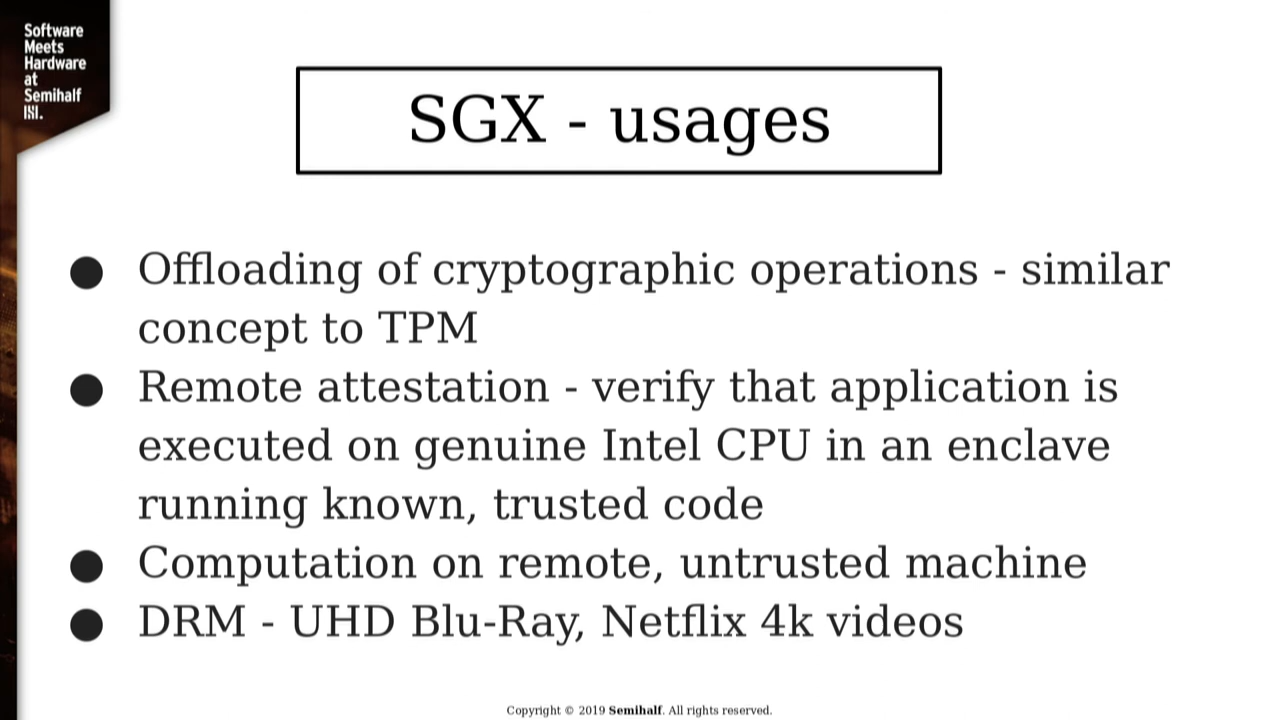 Software
Meets
Hardware
at
Semihalf
SGX - usages
● Offloading of cryptographic operations - similar
concept to TPM
● Remote attestation - verify that application is
executed on genuine Intel CPU in an enclave
running known, trusted code
● Computation on remote, untrusted machine
● DRM - UHD Blu-Ray, Netflix 4k videos
Copyright © 2019 Semihalf. All rights reserved.